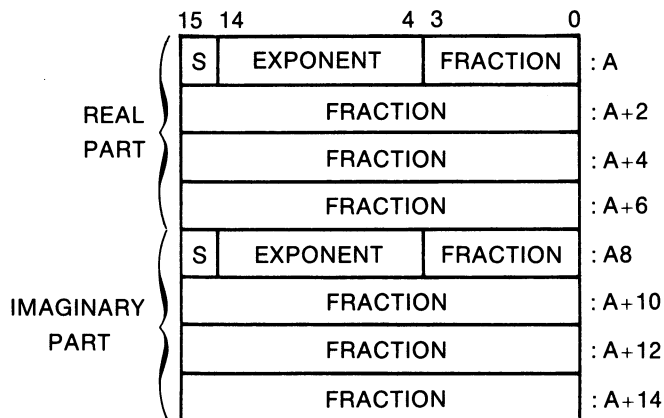 15 14 4 3 0
S EXPONENT FRACTION : A
REAL PART
FRACTION : A+2
FRACTION : A+4
FRACTION : A+6
S EXPONENT FRACTION : A8
IMAGINARY PART
FRACTION : A+10
FRACTION : A+12
FRACTION : A+14